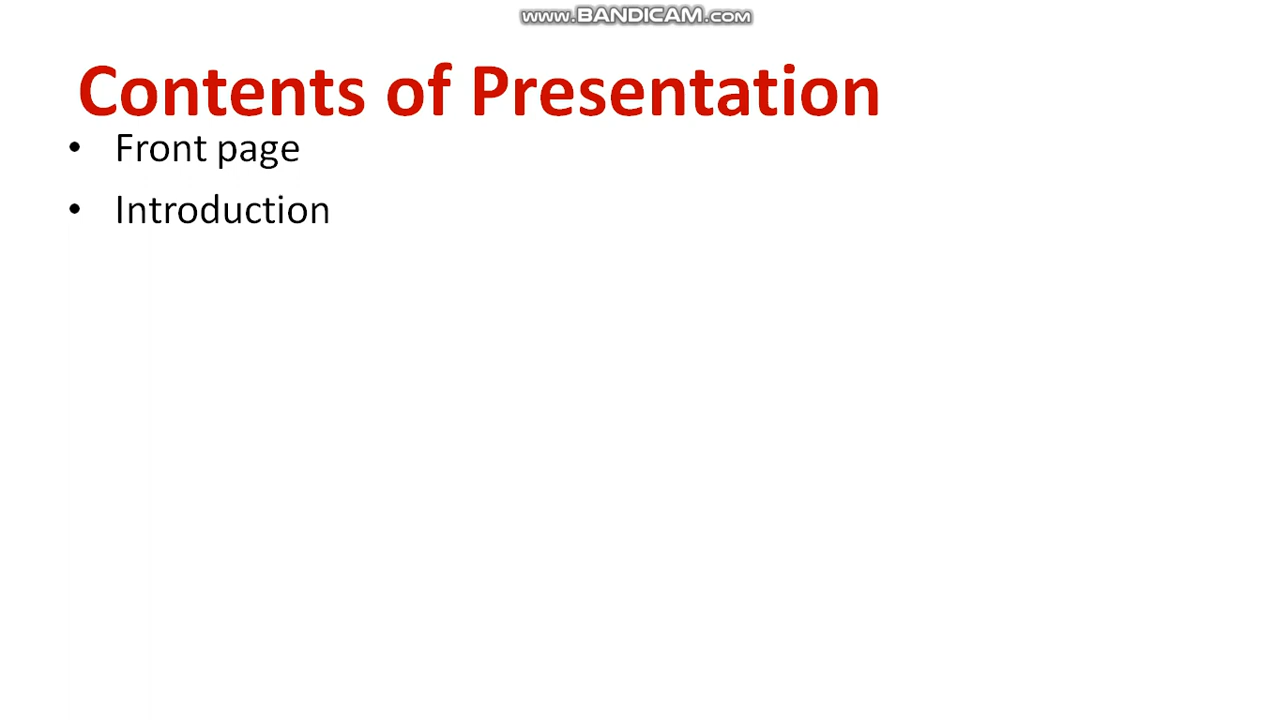 www.BANDICAM.com
Contents of Presentation
• Front page
• Introduction